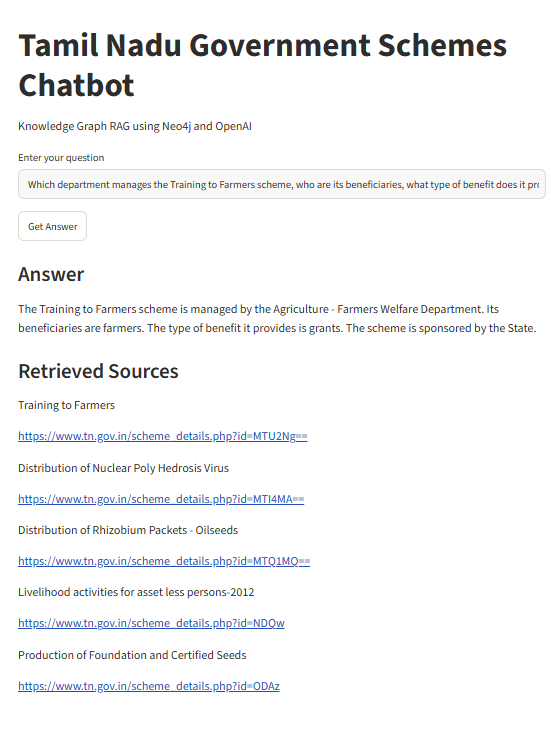 Tamil Nadu Government Schemes
Chatbot
Knowledge Graph RAG using Neo4j and OpenAI
Enter your question
Which department manages the Training to Farmers scheme, who are its beneficiaries, what type of benefit does it pro
Get Answer
Answer
The Training to Farmers scheme is managed by the Agriculture - Farmers Welfare Department. Its
beneficiaries are farmers. The type of benefit it provides is grants. The scheme is sponsored by the State.
Retrieved Sources
Training to Farmers
https://www.tn.gov.in/scheme_details.php?id=MTU2Ng==
Distribution of Nuclear Poly Hedrosis Virus
https://www.tn.gov.in/scheme_details.php?id=MTI4MA==
Distribution of Rhizobium Packets - Oilseeds
https://www.tn.gov.in/scheme_details.php?id=MTQ1MQ==
Livelihood activities for asset less persons-2012
https://www.tn.gov.in/scheme_details.php?id=NDQw
Production of Foundation and Certified Seeds
https://www.tn.gov.in/scheme_details.php?id=ODAz